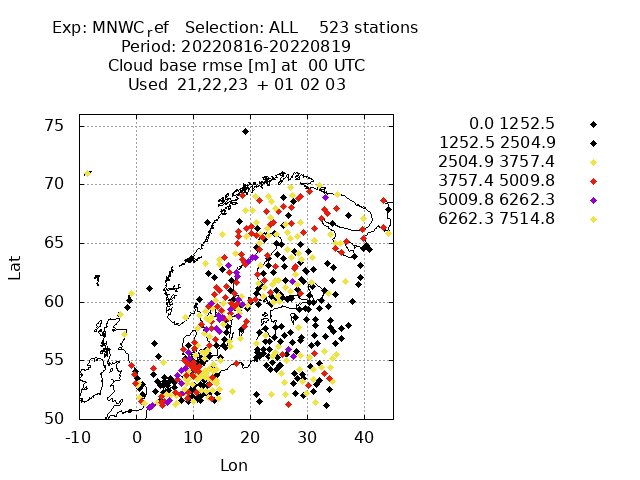 Exp: MNWCref   Selection: ALL    523 stations
Period: 20220816-20220819
Cloud base rmse [m] at  00 UTC
Used  21,22,23  + 01 02 03
0.0 1252.5
1252.5 2504.9
2504.9 3757.4
3757.4 5009.8
5009.8 6262.3
6262.3 7514.8
75
70
65
60
55
50
Lat
-10 0 10 20 30 40
Lon